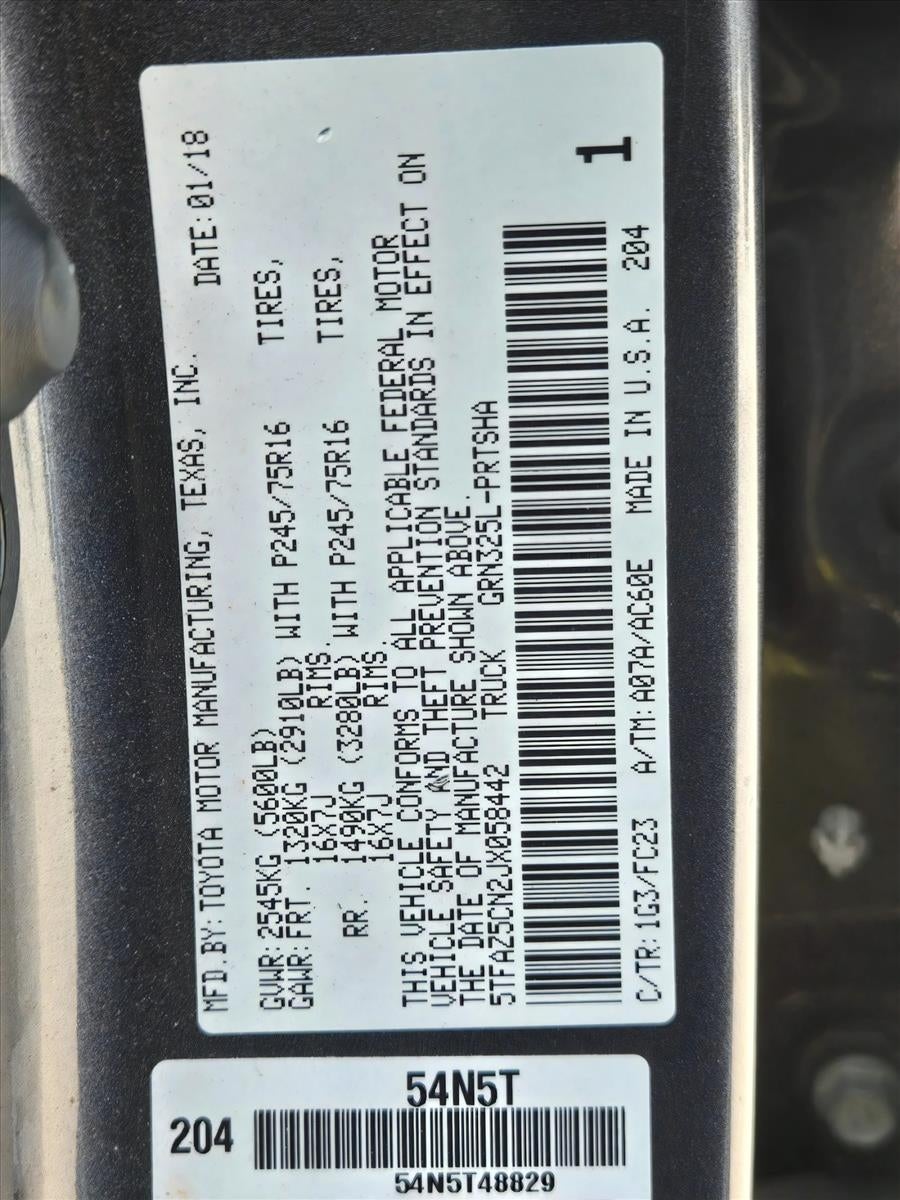 MFD.BY:TOYOTA MOTOR MANUFACTURING, TEXAS, INC. DATE:01/18
GVWR:2545KG (5600LB)
GAWR:FRT. 1320KG (2910LB) WITH P245/75R16 TIRES,
16X7J RIMS.
RR. 1490KG (3280LB) WITH P245/75R16 TIRES,
16X7J RIMS.
THIS VEHICLE CONFORMS TO ALL APPLICABLE FEDERAL MOTOR
VEHICLE SAFETY AND THEFT PREVENTION STANDARDS IN EFFECT ON
THE DATE OF MANUFACTURE SHOWN ABOVE.
5TFAZ5CN2JX058442 TRUCK GRN325L-PRTSHA
1
C/TR:1G3/FC23 A/TM:A07A/AC60E MADE IN U.S.A. 204
54N5T
204
54N5T48829